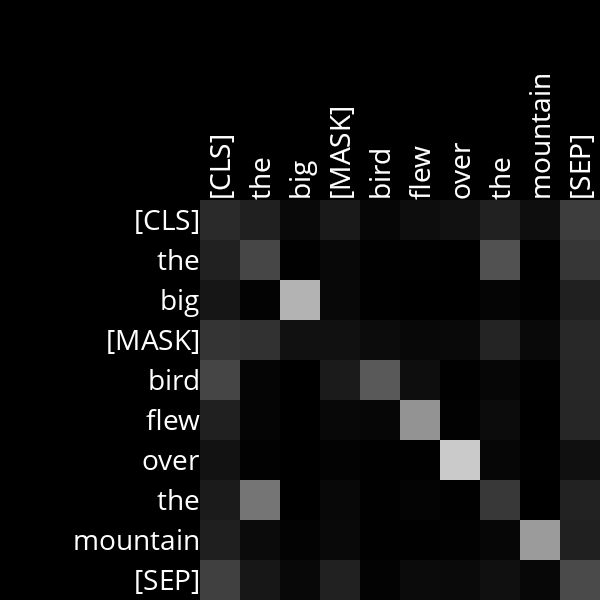 [CLS] the big [MASK] bird flew over the mountain [SEP]
[CLS]
the
big
[MASK]
bird
flew
over
the
mountain
[SEP]